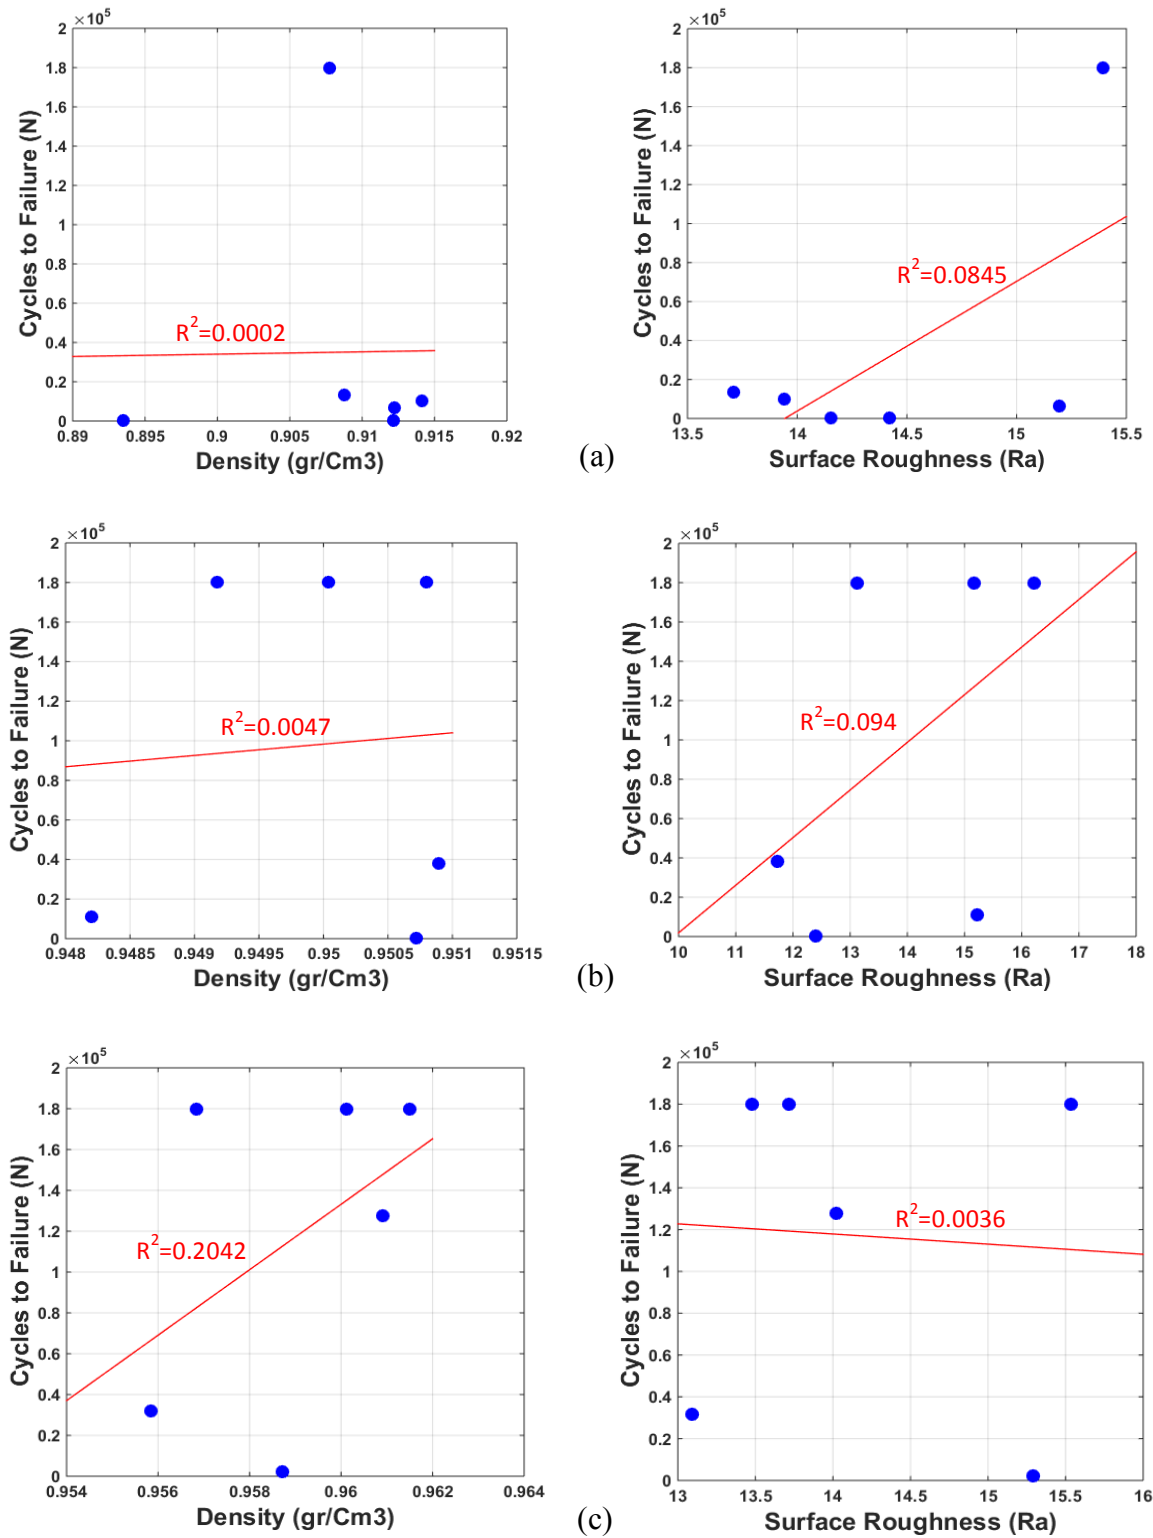 ×10^5
2
1.8
1.6
1.4
1.2
1
0.8
0.6
0.4
0.2
0
Cycles to Failure (N)
R^2=0.0002
0.89 0.895 0.9 0.905 0.91 0.915 0.92
Density (gr/Cm3)
×10^5
2
1.8
1.6
1.4
1.2
1
0.8
0.6
0.4
0.2
0
Cycles to Failure (N)
R^2=0.0845
13.5 14 14.5 15 15.5
Surface Roughness (Ra)
(a)
×10^5
2
1.8
1.6
1.4
1.2
1
0.8
0.6
0.4
0.2
0
Cycles to Failure (N)
R^2=0.0047
0.948 0.9485 0.949 0.9495 0.95 0.9505 0.951 0.9515
Density (gr/Cm3)
×10^5
2
1.8
1.6
1.4
1.2
1
0.8
0.6
0.4
0.2
0
Cycles to Failure (N)
R^2=0.094
10 11 12 13 14 15 16 17 18
Surface Roughness (Ra)
(b)
×10^5
2
1.8
1.6
1.4
1.2
1
0.8
0.6
0.4
0.2
0
Cycles to Failure (N)
R^2=0.2042
0.954 0.956 0.958 0.96 0.962 0.964
Density (gr/Cm3)
×10^5
2
1.8
1.6
1.4
1.2
1
0.8
0.6
0.4
0.2
0
Cycles to Failure (N)
R^2=0.0036
13 13.5 14 14.5 15 15.5 16
Surface Roughness (Ra)
(c)